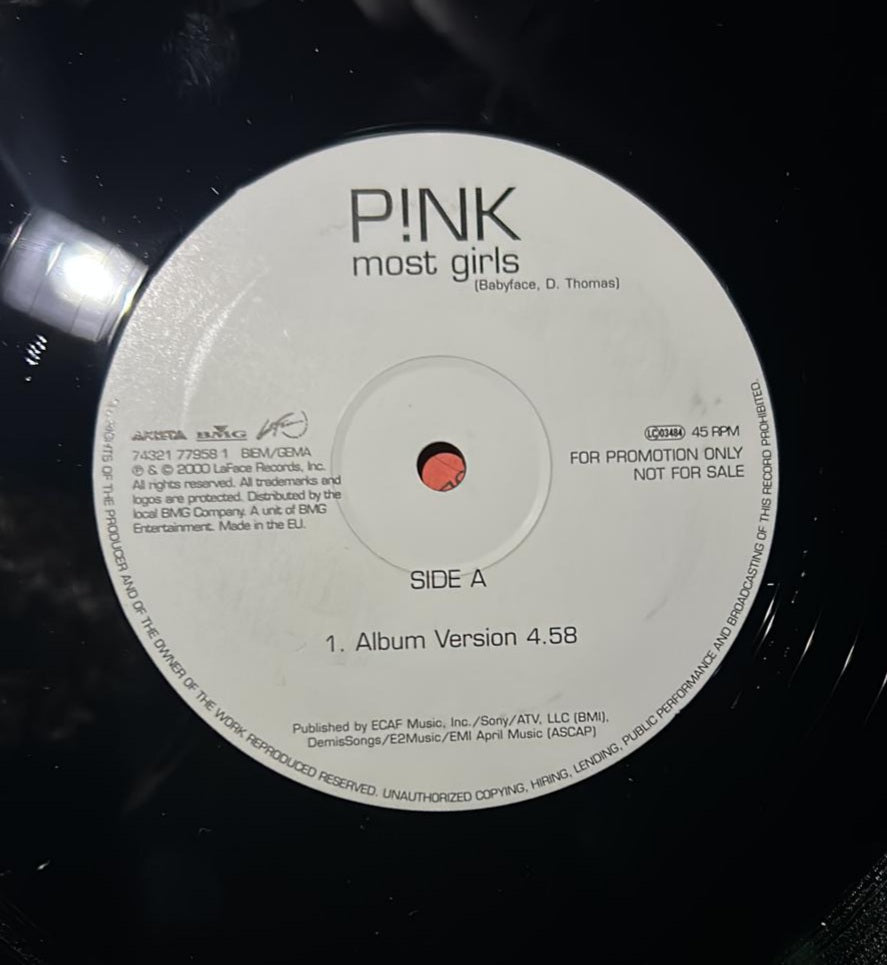 P!NK
most girls
(Babyface, D. Thomas)
ARISTA BMG LaFace
74321 77958 1 BIEM/GEMA
℗ & © 2000 LaFace Records, Inc.
All rights reserved. All trademarks and
logos are protected. Distributed by the
local BMG Company. A unit of BMG
Entertainment. Made in the EU.
LC03484 45 RPM
FOR PROMOTION ONLY
NOT FOR SALE
SIDE A
1. Album Version 4.58
Published by ECAF Music, Inc./Sony/ATV, LLC (BMI),
DemisSongs/E2Music/EMI April Music (ASCAP)
RIGHTS OF THE PRODUCER AND OF THE OWNER OF THE WORK REPRODUCED RESERVED. UNAUTHORIZED COPYING, HIRING, LENDING, PUBLIC PERFORMANCE AND BROADCASTING OF THIS RECORD PROHIBITED.